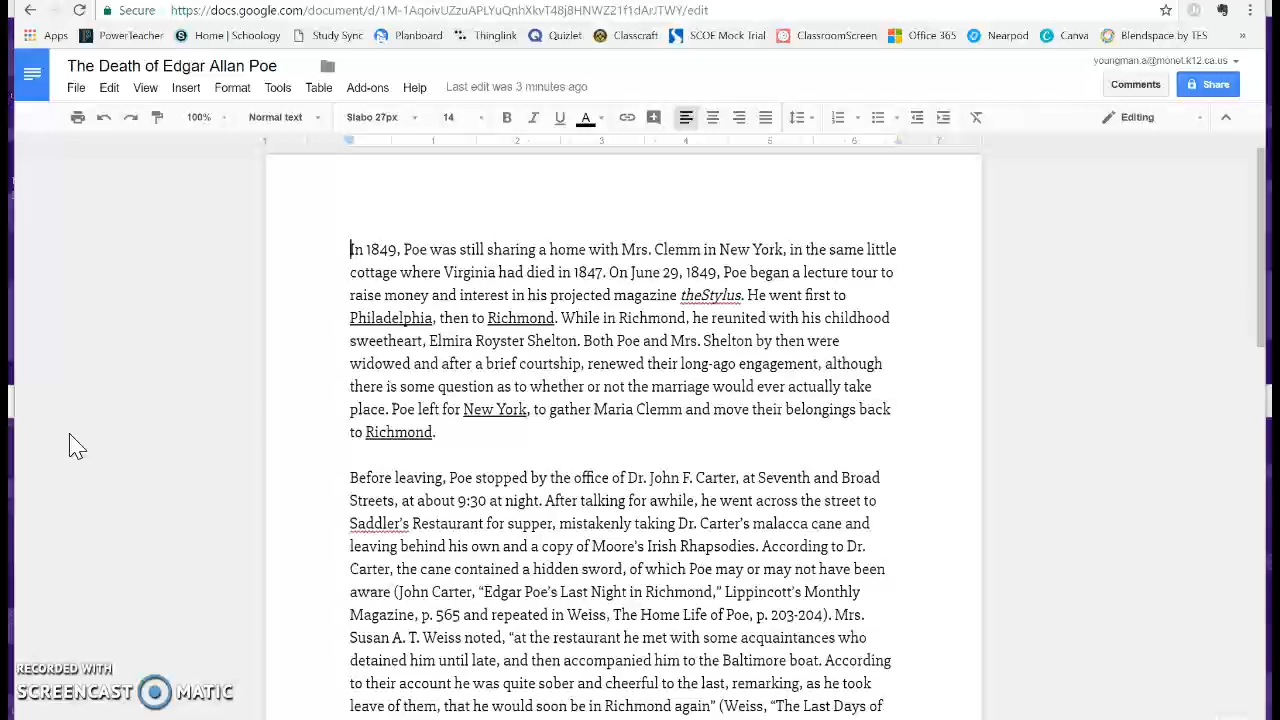 Secure https://docs.google.com/document/d/1M-1AqoivUZzuAPLYuQnhXkvT48j8HNWZ21f1dArJTWY/edit
Apps PowerTeacher Home | Schoology Study Sync Planboard Thinglink Quizlet Classcraft SCOE Mock Trial ClassroomScreen Office 365 Nearpod Canva Blendspace by TES »
The Death of Edgar Allan Poe
youngman.a@monet.k12.ca.us
File Edit View Insert Format Tools Table Add-ons Help Last edit was 3 minutes ago
Comments Share
100% Normal text Slabo 27px 14 B I U A Editing
1 1 2 3 4 5 6 7
In 1849, Poe was still sharing a home with Mrs. Clemm in New York, in the same little
cottage where Virginia had died in 1847. On June 29, 1849, Poe began a lecture tour to
raise money and interest in his projected magazine theStylus. He went first to
Philadelphia, then to Richmond. While in Richmond, he reunited with his childhood
sweetheart, Elmira Royster Shelton. Both Poe and Mrs. Shelton by then were
widowed and after a brief courtship, renewed their long-ago engagement, although
there is some question as to whether or not the marriage would ever actually take
place. Poe left for New York, to gather Maria Clemm and move their belongings back
to Richmond.
Before leaving, Poe stopped by the office of Dr. John F. Carter, at Seventh and Broad
Streets, at about 9:30 at night. After talking for awhile, he went across the street to
Saddler's Restaurant for supper, mistakenly taking Dr. Carter's malacca cane and
leaving behind his own and a copy of Moore's Irish Rhapsodies. According to Dr.
Carter, the cane contained a hidden sword, of which Poe may or may not have been
aware (John Carter, “Edgar Poe's Last Night in Richmond,” Lippincott's Monthly
Magazine, p. 565 and repeated in Weiss, The Home Life of Poe, p. 203-204). Mrs.
Susan A. T. Weiss noted, “at the restaurant he met with some acquaintances who
detained him until late, and then accompanied him to the Baltimore boat. According
to their account he was quite sober and cheerful to the last, remarking, as he took
leave of them, that he would soon be in Richmond again” (Weiss, “The Last Days of
RECORDED WITH
SCREENCAST MATIC